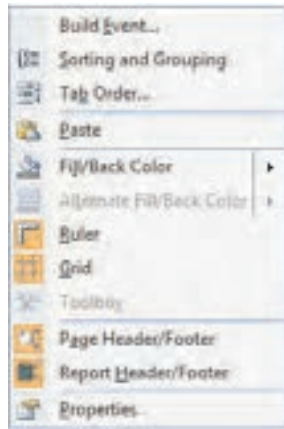 Build Event...
Sorting and Grouping
Tab Order...
Paste
Fill/Back Color
Alternate Fill/Back Color
Ruler
Grid
Toolbox
Page Header/Footer
Report Header/Footer
Properties